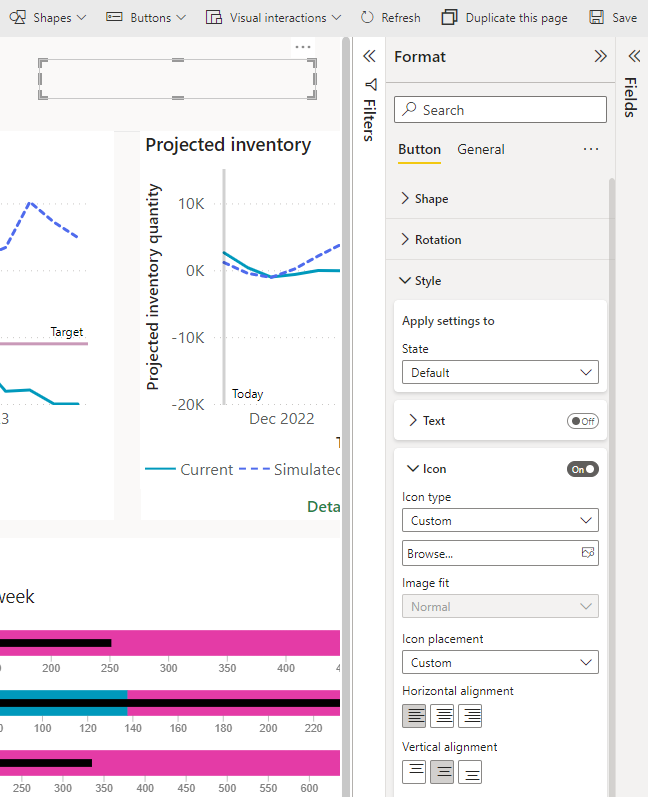 Shapes Buttons Visual interactions Refresh Duplicate this page Save
Format
Filters
Fields
Search
Button General
Shape
Rotation
Style
Apply settings to
State
Default
Text Off
Icon On
Icon type
Custom
Browse...
Image fit
Normal
Icon placement
Custom
Horizontal alignment
Vertical alignment
Projected inventory
Projected inventory quantity
10K
0K
-10K
-20K
Target
Today
3
Dec 2022
T
Current Simulated
Deta
week
200 250 300 350 400 4
0 100 120 140 160 180 200 220
250 300 350 400 450 500 550 600